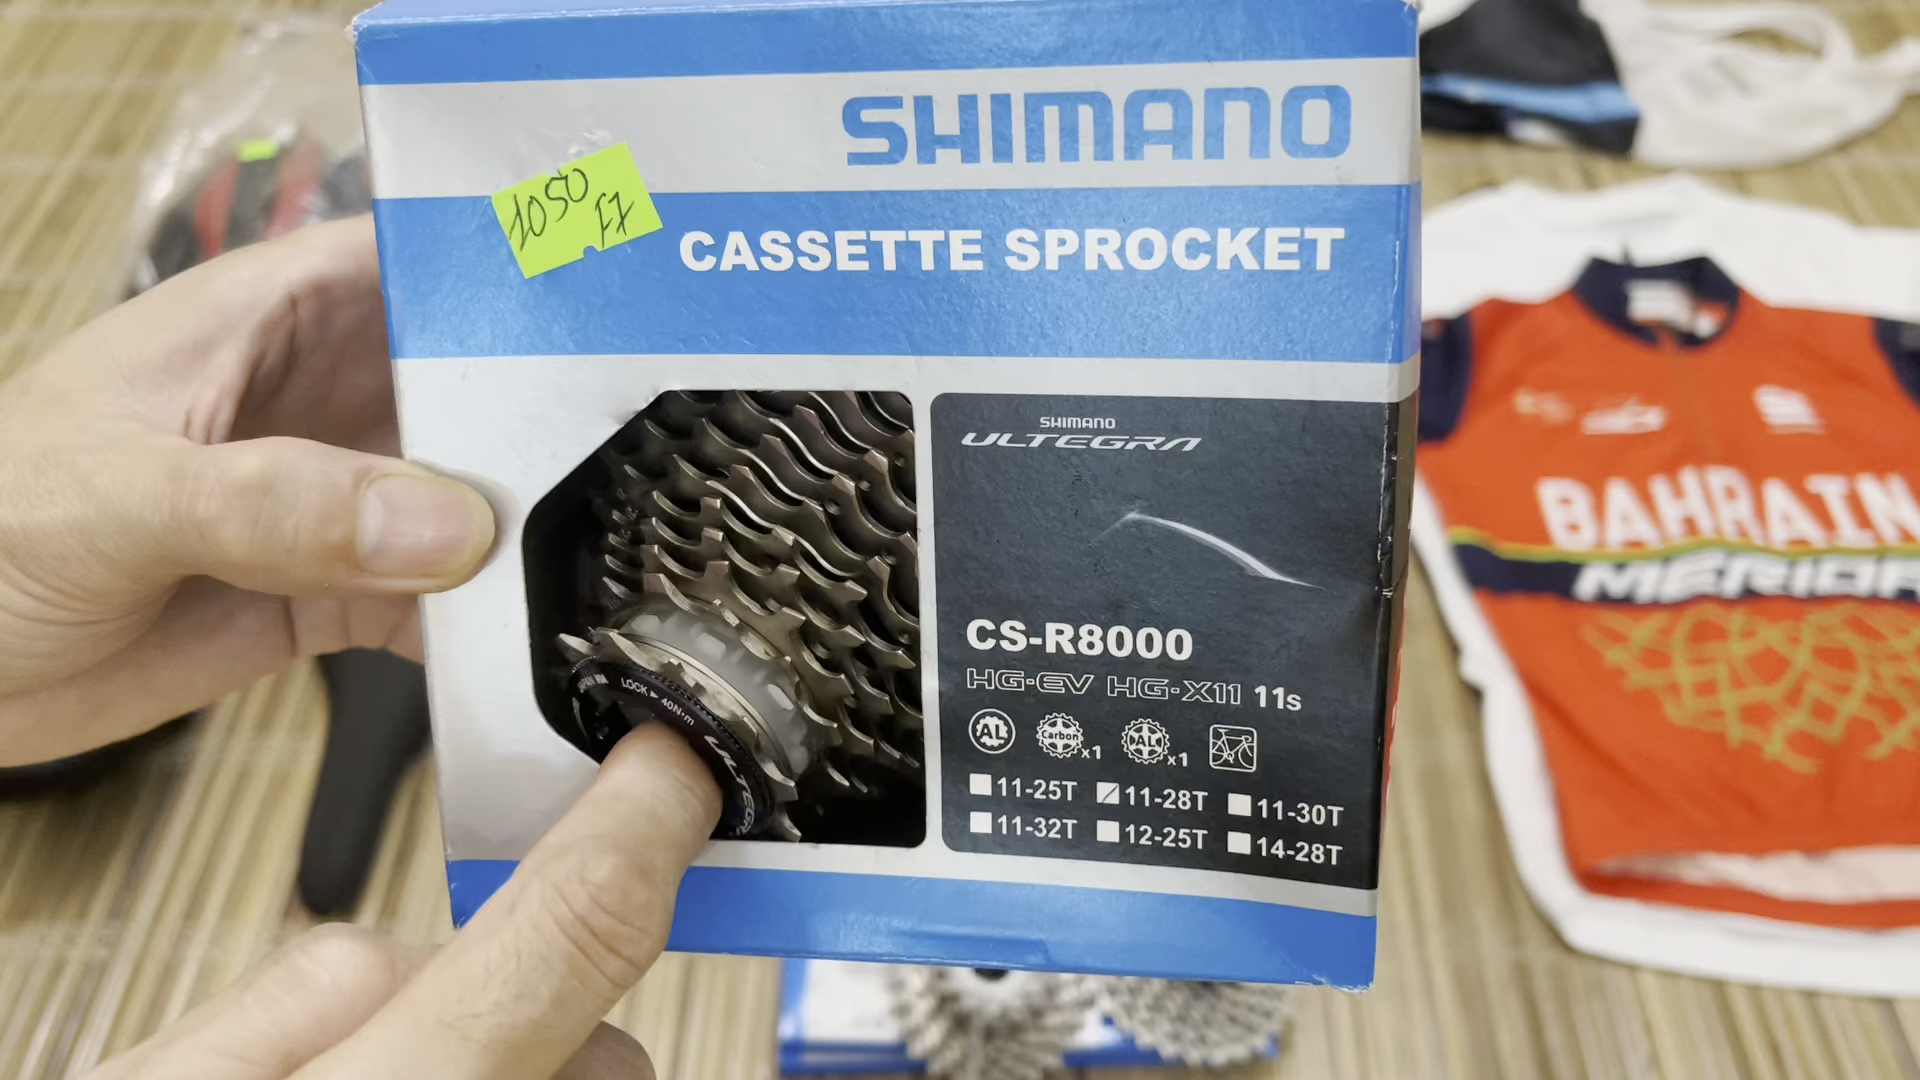 SHIMANO
1050
F7
CASSETTE SPROCKET
SHIMANO
ULTEGRA
CS-R8000
HG-EV HG-X11 11s
AL Carbon x1 AL x1
11-25T 11-28T 11-30T
11-32T 12-25T 14-28T
LOCK ▶ 40N·m
ULTEGRA
JAPAN
BAHRAIN
MERIDA